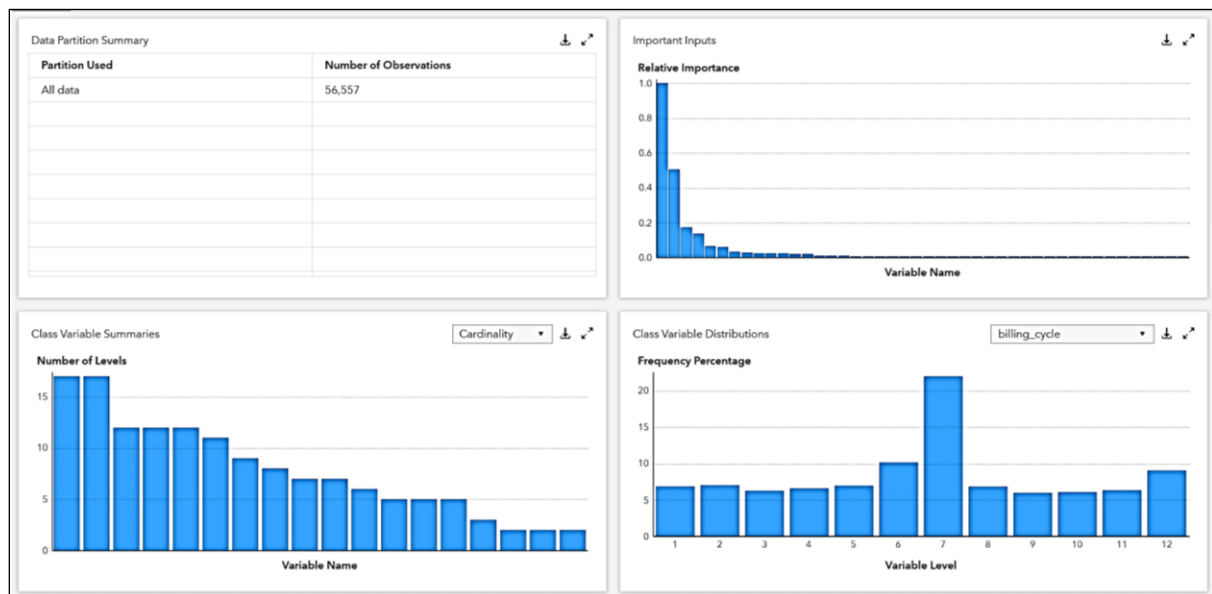 Data Partition Summary
Partition Used Number of Observations
All data 56,557
Important Inputs
Relative Importance
1.0
0.8
0.6
0.4
0.2
0.0
Variable Name
Class Variable Summaries Cardinality
Number of Levels
15
10
5
0
Variable Name
Class Variable Distributions billing_cycle
Frequency Percentage
20
15
10
5
0
1 2 3 4 5 6 7 8 9 10 11 12
Variable Level